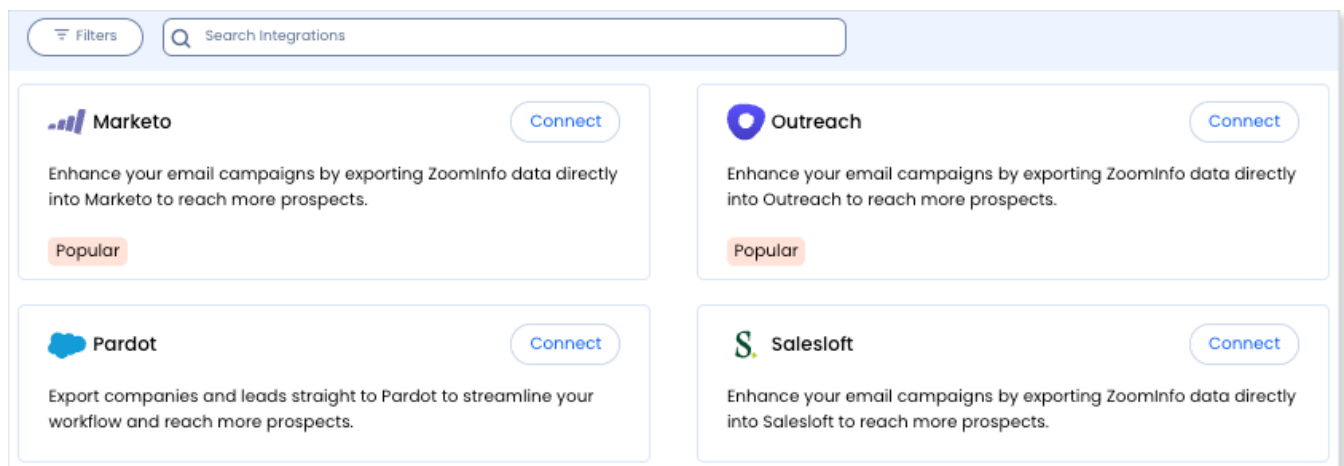 Filters
Search Integrations
Marketo
Connect
Enhance your email campaigns by exporting ZoomInfo data directly
into Marketo to reach more prospects.
Popular
Outreach
Connect
Enhance your email campaigns by exporting ZoomInfo data directly
into Outreach to reach more prospects.
Popular
Pardot
Connect
Export companies and leads straight to Pardot to streamline your
workflow and reach more prospects.
S. Salesloft
Connect
Enhance your email campaigns by exporting ZoomInfo data directly
into Salesloft to reach more prospects.